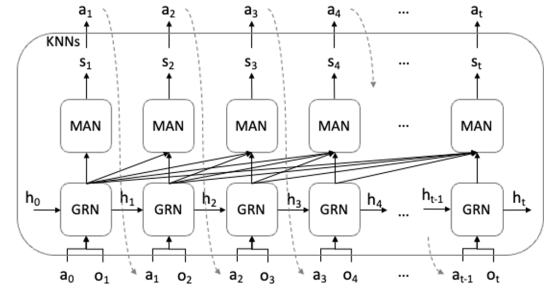 a1 a2 a3 a4 ... at
KNNs
s1 s2 s3 s4 ... st
MAN MAN MAN MAN ... MAN
h0 GRN h1 GRN h2 GRN h3 GRN h4 ... ht-1 GRN ht
a0 o1 a1 o2 a2 o3 a3 o4 ... at-1 ot